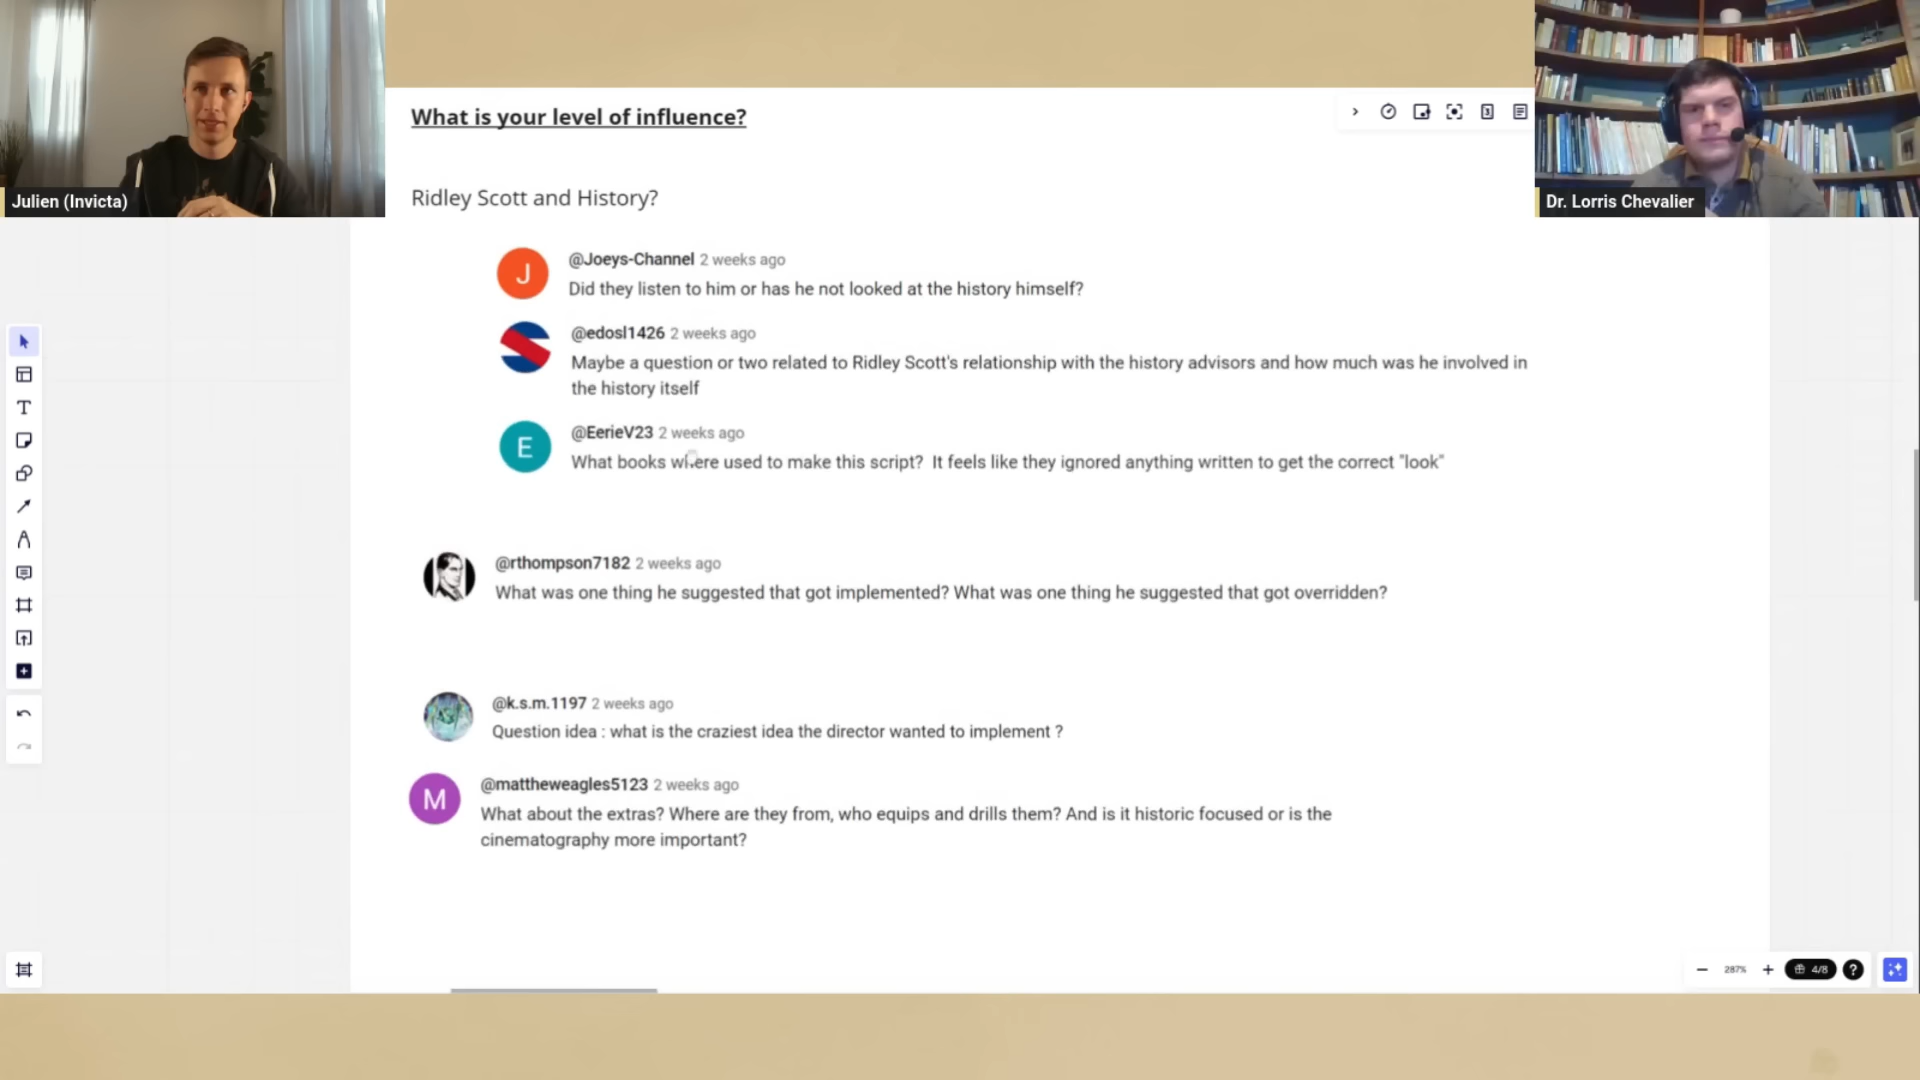 Julien (Invicta)
Dr. Lorris Chevalier
What is your level of influence?
Ridley Scott and History?
J
@Joeys-Channel 2 weeks ago
Did they listen to him or has he not looked at the history himself?
@edosl1426 2 weeks ago
Maybe a question or two related to Ridley Scott's relationship with the history advisors and how much was he involved in
the history itself
E
@EerieV23 2 weeks ago
What books where used to make this script? It feels like they ignored anything written to get the correct "look"
@rthompson7182 2 weeks ago
What was one thing he suggested that got implemented? What was one thing he suggested that got overridden?
@k.s.m.1197 2 weeks ago
Question idea : what is the craziest idea the director wanted to implement ?
M
@mattheweagles5123 2 weeks ago
What about the extras? Where are they from, who equips and drills them? And is it historic focused or is the
cinematography more important?
287%
4/8
?